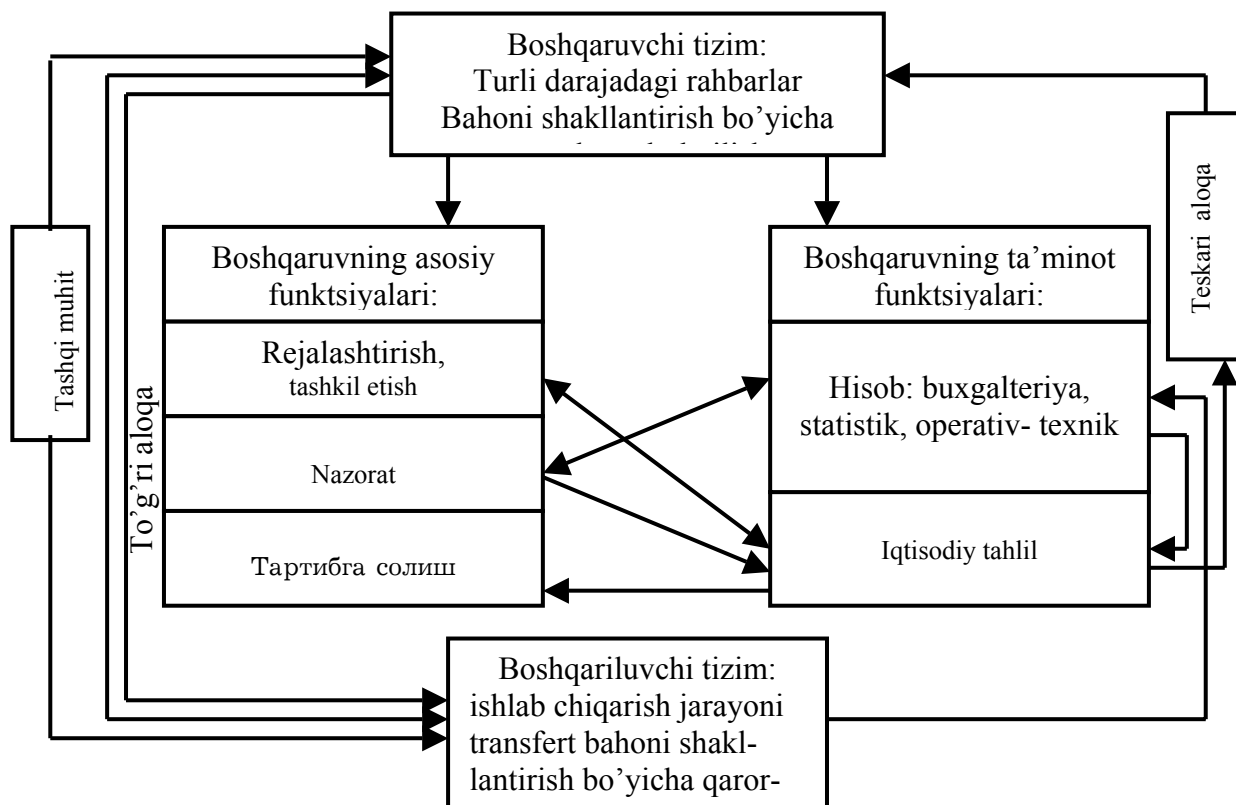 Boshqaruvchi tizim:
Turli darajadagi rahbarlar
Bahoni shakllantirish bo’yicha
Tashqi muhit
To’g’ri aloqa
Boshqaruvning asosiy
funktsiyalari:
Rejalashtirish,
tashkil etish
Nazorat
Тартибга солиш
Boshqaruvning ta’minot
funktsiyalari:
Hisob: buxgalteriya,
statistik, operativ- texnik
Iqtisodiy tahlil
Teskari aloqa
Boshqariluvchi tizim:
ishlab chiqarish jarayoni
transfert bahoni shakl-
lantirish bo’yicha qaror-